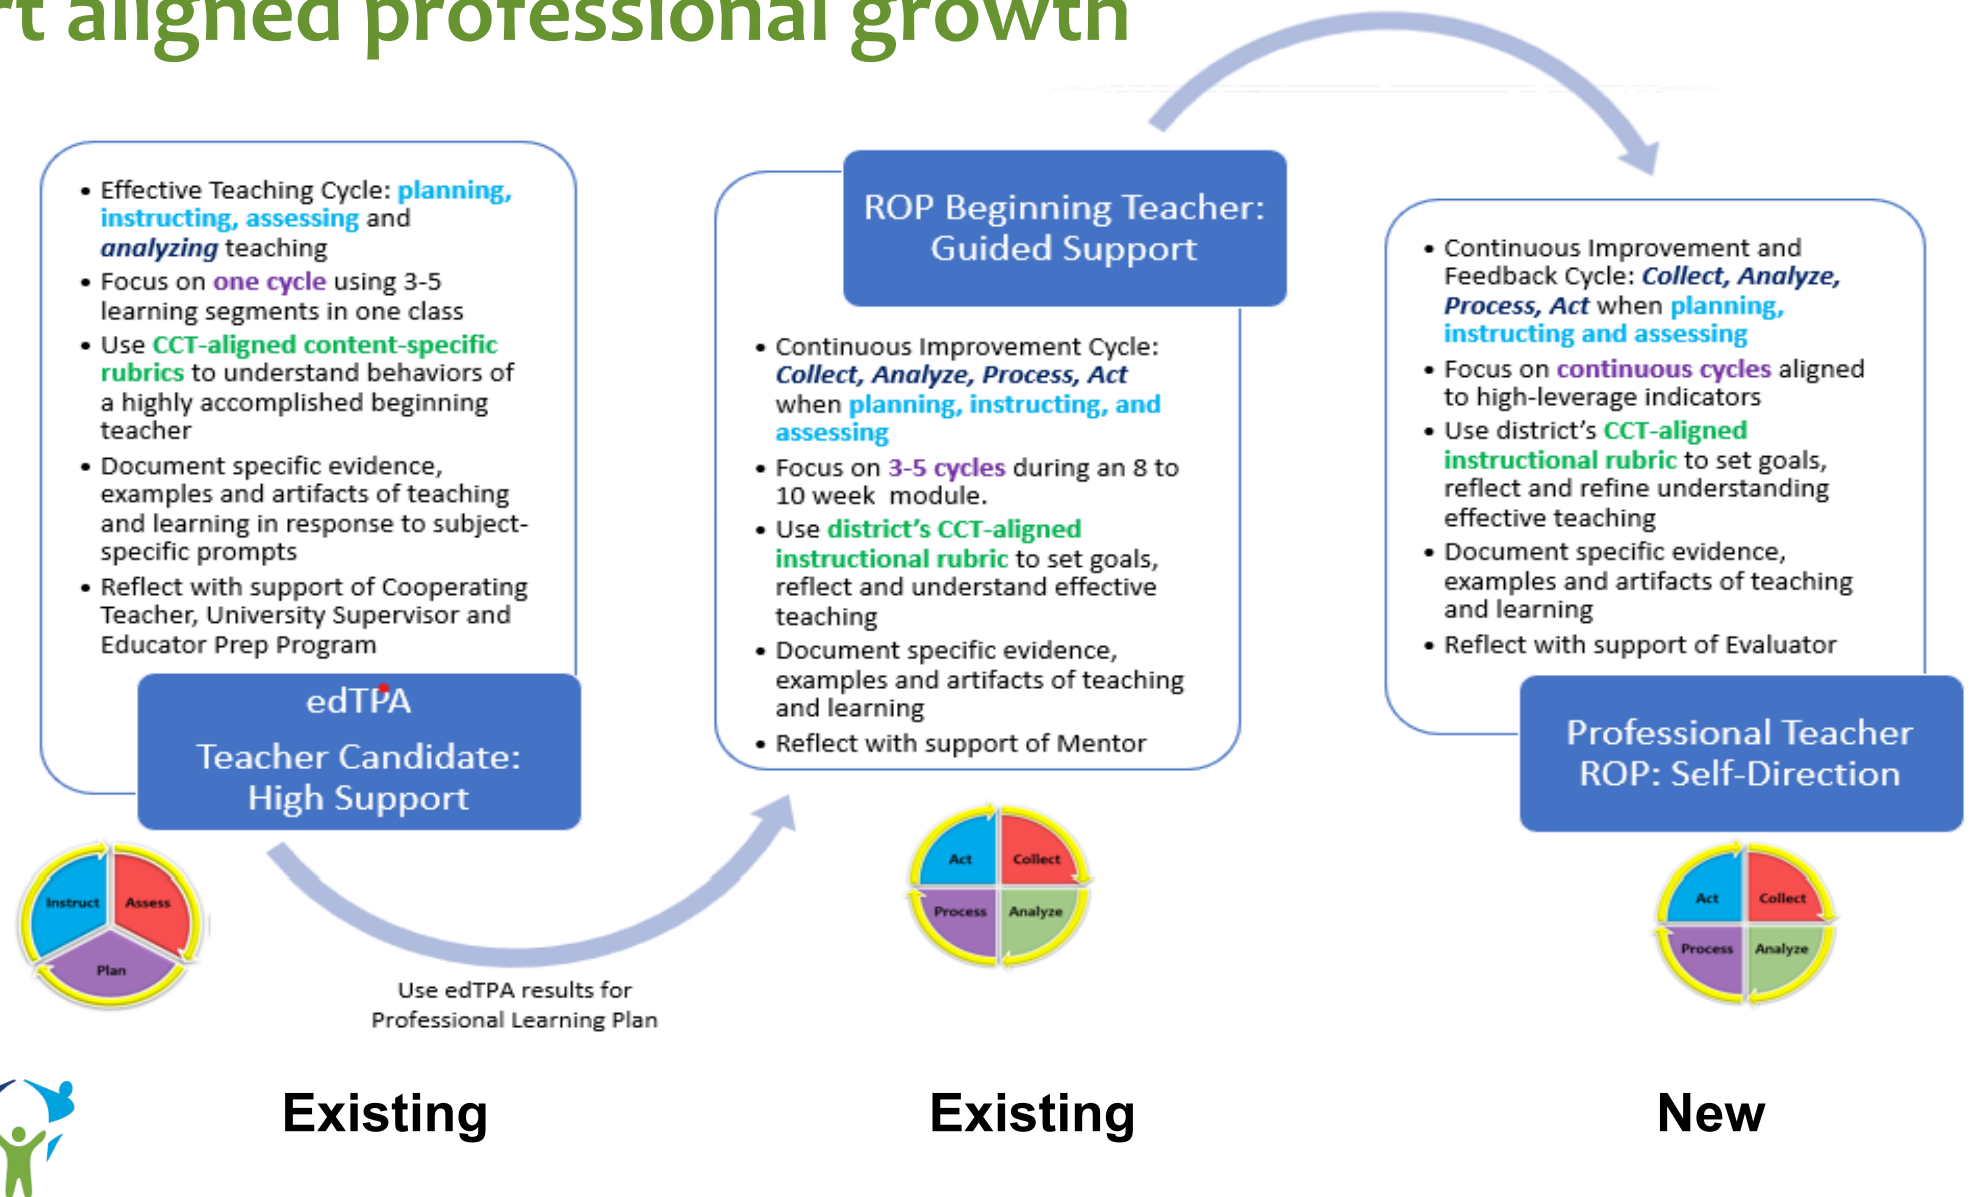 rt aligned professional growth
• Effective Teaching Cycle: planning,
instructing, assessing and
analyzing teaching
• Focus on one cycle using 3-5
learning segments in one class
• Use CCT-aligned content-specific
rubrics to understand behaviors of
a highly accomplished beginning
teacher
• Document specific evidence,
examples and artifacts of teaching
and learning in response to subject-
specific prompts
• Reflect with support of Cooperating
Teacher, University Supervisor and
Educator Prep Program
edTPA
Teacher Candidate:
High Support
Instruct
Assess
Plan
Use edTPA results for
Professional Learning Plan
Existing
ROP Beginning Teacher:
Guided Support
• Continuous Improvement Cycle:
Collect, Analyze, Process, Act
when planning, instructing, and
assessing
• Focus on 3-5 cycles during an 8 to
10 week module.
• Use district's CCT-aligned
instructional rubric to set goals,
reflect and understand effective
teaching
• Document specific evidence,
examples and artifacts of teaching
and learning
• Reflect with support of Mentor
Act
Collect
Process
Analyze
Existing
• Continuous Improvement and
Feedback Cycle: Collect, Analyze,
Process, Act when planning,
instructing and assessing
• Focus on continuous cycles aligned
to high-leverage indicators
• Use district's CCT-aligned
instructional rubric to set goals,
reflect and refine understanding
effective teaching
• Document specific evidence,
examples and artifacts of teaching
and learning
• Reflect with support of Evaluator
Professional Teacher
ROP: Self-Direction
Act
Collect
Process
Analyze
New